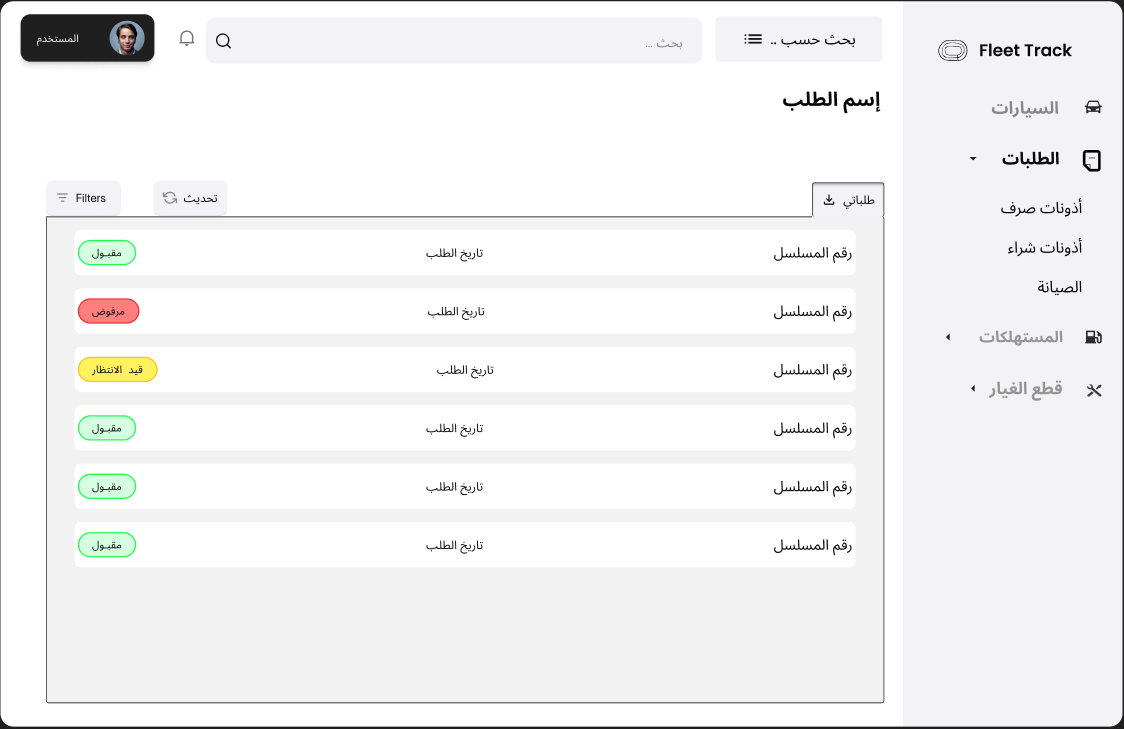 Fleet Track
السيارات
الطلبات
أذونات صرف
أذونات شراء
الصيانة
المستهلكات
قطع الغيار
بحث حسب ..
بحث ...
المستخدم
إسم الطلب
طلباتي
تحديث
Filters
رقم المسلسل تاريخ الطلب مقبول
رقم المسلسل تاريخ الطلب مرفوض
رقم المسلسل تاريخ الطلب قيد الانتظار
رقم المسلسل تاريخ الطلب مقبول
رقم المسلسل تاريخ الطلب مقبول
رقم المسلسل تاريخ الطلب مقبول